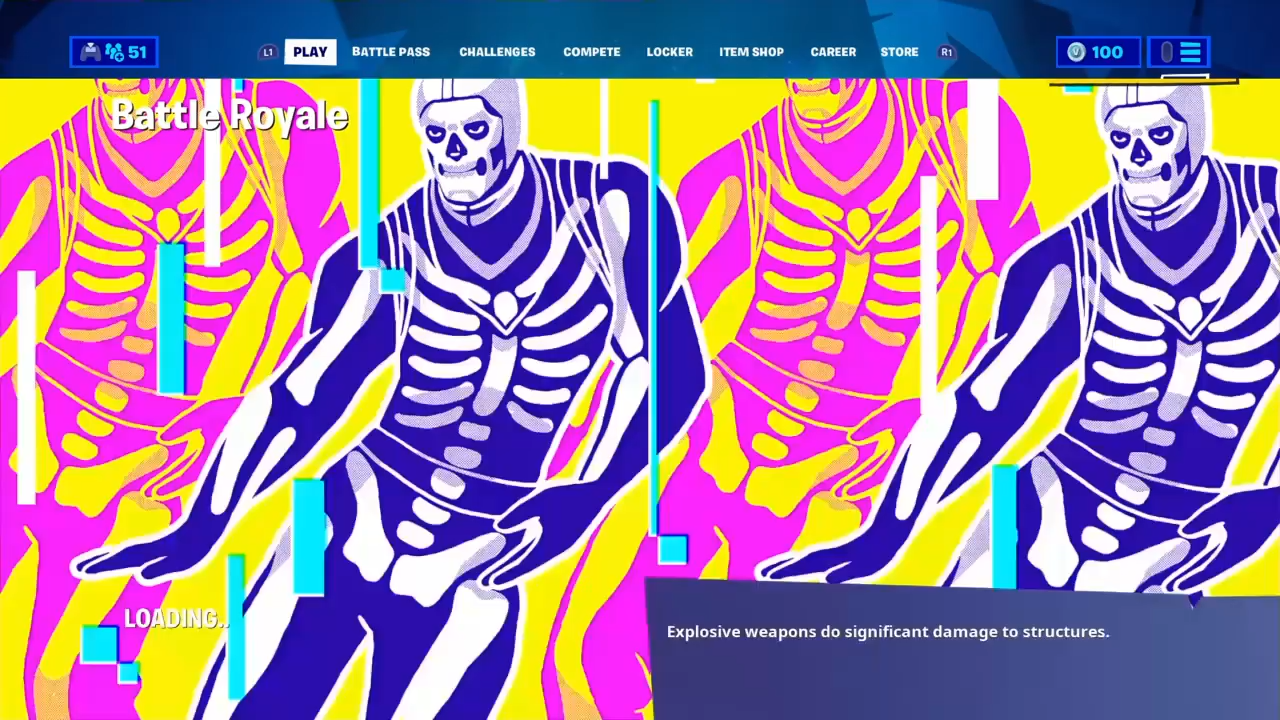 51
L1
PLAY
BATTLE PASS
CHALLENGES
COMPETE
LOCKER
ITEM SHOP
CAREER
STORE
R1
100
Battle Royale
LOADING..
Explosive weapons do significant damage to structures.